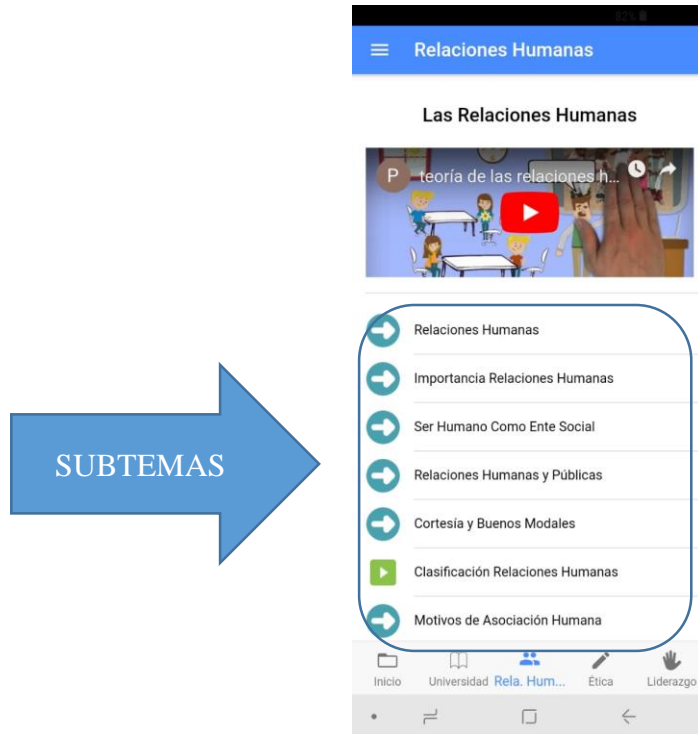 82%
Relaciones Humanas
Las Relaciones Humanas
P
teoría de las relaciones h...
Relaciones Humanas
Importancia Relaciones Humanas
Ser Humano Como Ente Social
SUBTEMAS
Relaciones Humanas y Públicas
Cortesía y Buenos Modales
Clasificación Relaciones Humanas
Motivos de Asociación Humana
Inicio
Universidad
Rela. Hum...
Ética
Liderazgo